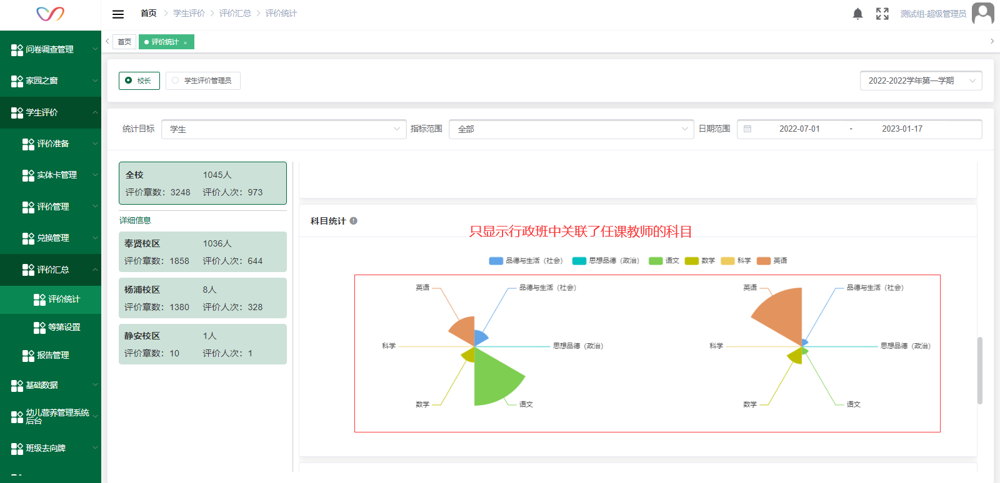 首页 学生评价 评价汇总 评价统计
测试组-超级管理员
首页 评价统计 ×
问卷调查管理
家园之窗
学生评价
评价准备
实体卡管理
评价管理
兑换管理
评价汇总
评价统计
等第设置
报告管理
基础数据
幼儿营养管理系统
后台
班级去向牌
校长 学生评价管理员
2022-2022学年第一学期
统计目标 学生 指标范围 全部 日期范围 2022-07-01 - 2023-01-17
全校 1045人
评价章数：3248 评价人次：973
详细信息
奉贤校区 1036人
评价章数：1858 评价人次：644
杨浦校区 8人
评价章数：1380 评价人次：328
静安校区 1人
评价章数：10 评价人次：1
科目统计
只显示行政班中关联了任课教师的科目
品德与生活（社会） 思想品德（政治） 语文 数学 科学 英语
英语 品德与生活（社会）
科学 思想品德（政治）
数学 语文
英语 品德与生活（社会）
科学 思想品德（政治）
数学 语文